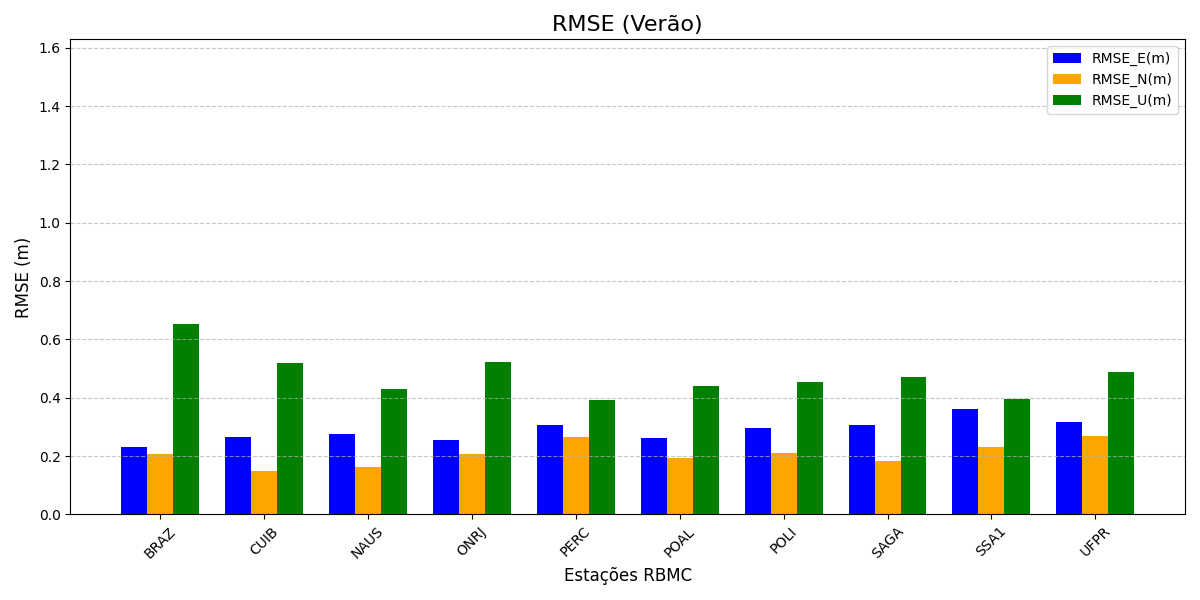 RMSE (Verão)
RMSE_E(m)
RMSE_N(m)
RMSE_U(m)
RMSE (m)
1.6
1.4
1.2
1.0
0.8
0.6
0.4
0.2
0.0
BRAZ
CUIB
NAUS
ONRJ
PERC
POAL
POLI
SAGA
SSA1
UFPR
Estações RBMC